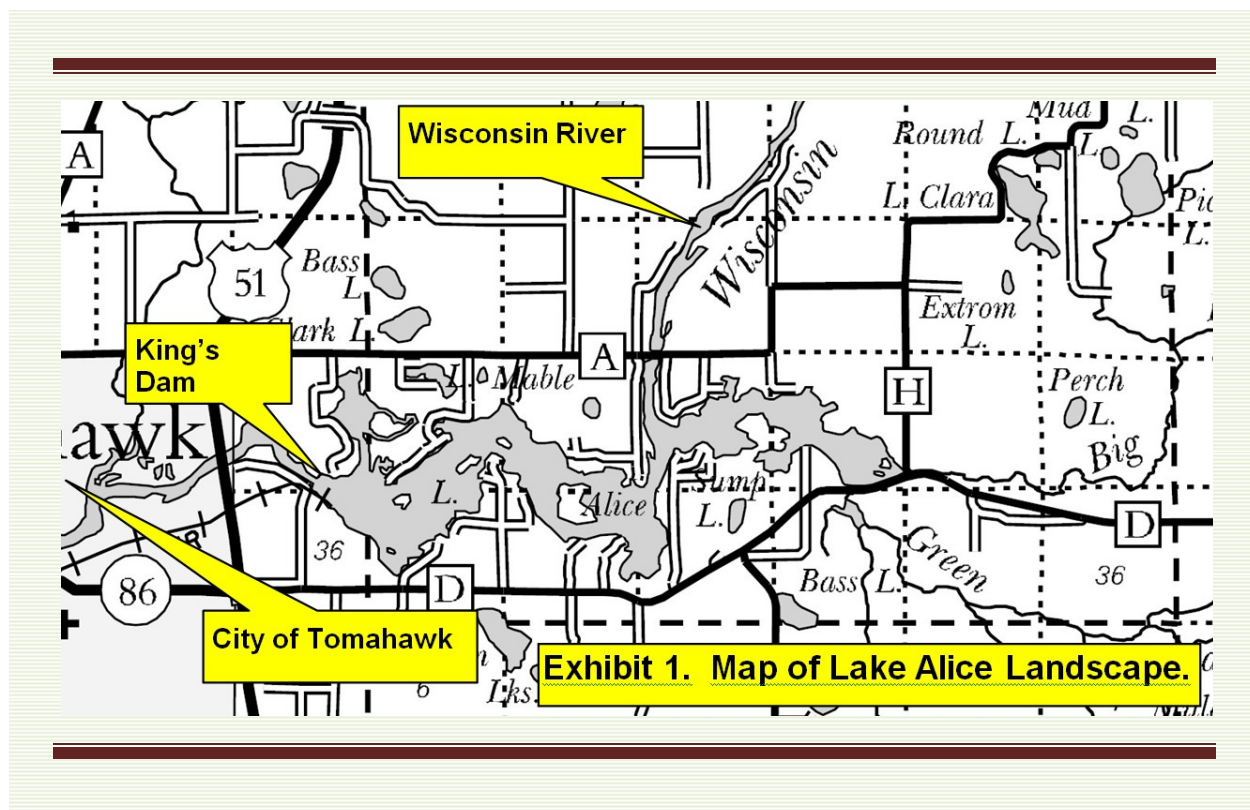 Mud
L.
Wisconsin River
Round L.
L.
A
Wisconsin
L. Clara
L.
Bass
L.
51
Extrom
L.
Clark L.
King's
Dam
A
L. Mable
H
Perch
L.
hawk
Big
Sump
L.
L.
Alice
D
36
Green
36
86
D
Bass L.
City of Tomahawk
Exhibit 1. Map of Lake Alice Landscape.
6
Lks.